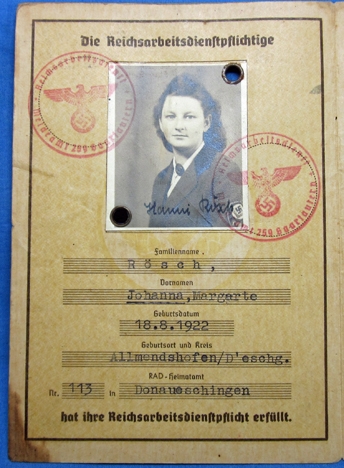 Die Reichsarbeitsdienstpflichtige
Hanni Rösch
Familienname
Rösch,
Vornamen
Johanna, Margarte
Geburtsdatum
18.8.1922
Geburtsort und Kreis
Allmendshofen/D'eschg.
RAD-Heimatamt
Nr. 113 in Donaueschingen
hat ihre Reichsarbeitsdienstpflicht erfüllt.